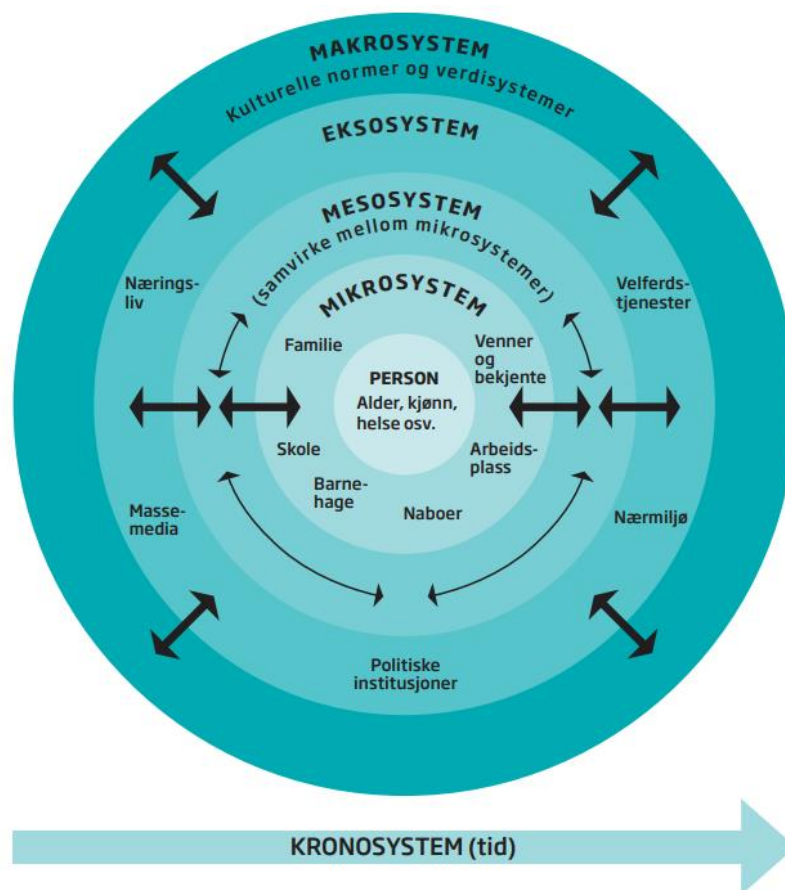 MAKROSYSTEM
Kulturelle normer og verdisystemer
EKSOSYSTEM
MESOSYSTEM
(samvirke mellom mikrosystemer)
MIKROSYSTEM
Nærings-
liv
Velferds-
tjenester
Familie
Venner
og
bekjente
PERSON
Alder, kjønn,
helse osv.
Skole
Arbeids-
plass
Barne-
hage
Naboer
Masse-
media
Nærmiljø
Politiske
institusjoner
KRONOSYSTEM (tid)